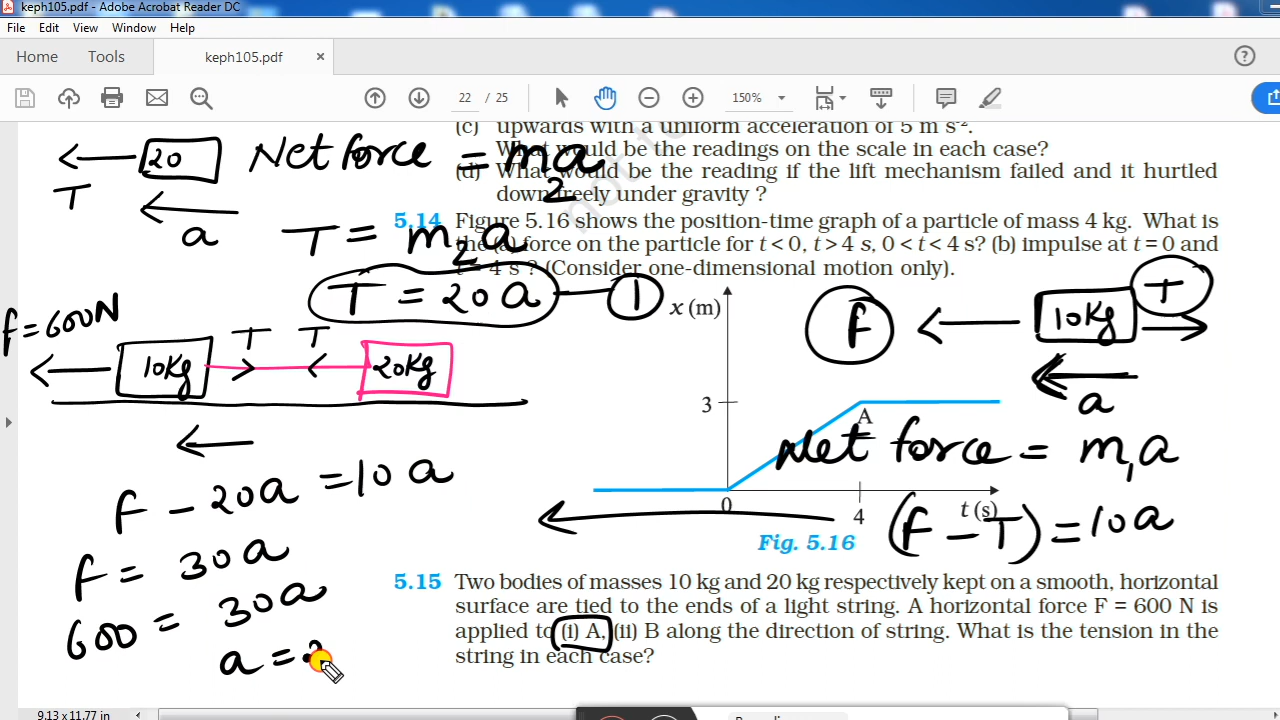 keph105.pdf - Adobe Acrobat Reader DC
File Edit View Window Help
Home Tools keph105.pdf ×
22 / 25 150%
(c) upwards with a uniform acceleration of 5 m s-2.
What would be the readings on the scale in each case?
(d) What would be the reading if the lift mechanism failed and it hurtled
down freely under gravity ?
5.14 Figure 5.16 shows the position-time graph of a particle of mass 4 kg. What is
the (a) force on the particle for t < 0, t > 4 s, 0 < t < 4 s? (b) impulse at t = 0 and
t = 4 s ? (Consider one-dimensional motion only).
20 Net force = m2a
T
a
T = m2a
T = 20a ①
F = 600N
T T
10Kg 20Kg
F - 20a = 10a
F = 30a
600 = 30a
a = 2
x (m)
3
A
0
4
t (s)
Fig. 5.16
F 10Kg T
a
Net force = m1a
(F - T) = 10a
5.15 Two bodies of masses 10 kg and 20 kg respectively kept on a smooth, horizontal
surface are tied to the ends of a light string. A horizontal force F = 600 N is
applied to (i) A, (ii) B along the direction of string. What is the tension in the
string in each case?
9.13 x 11.77 in